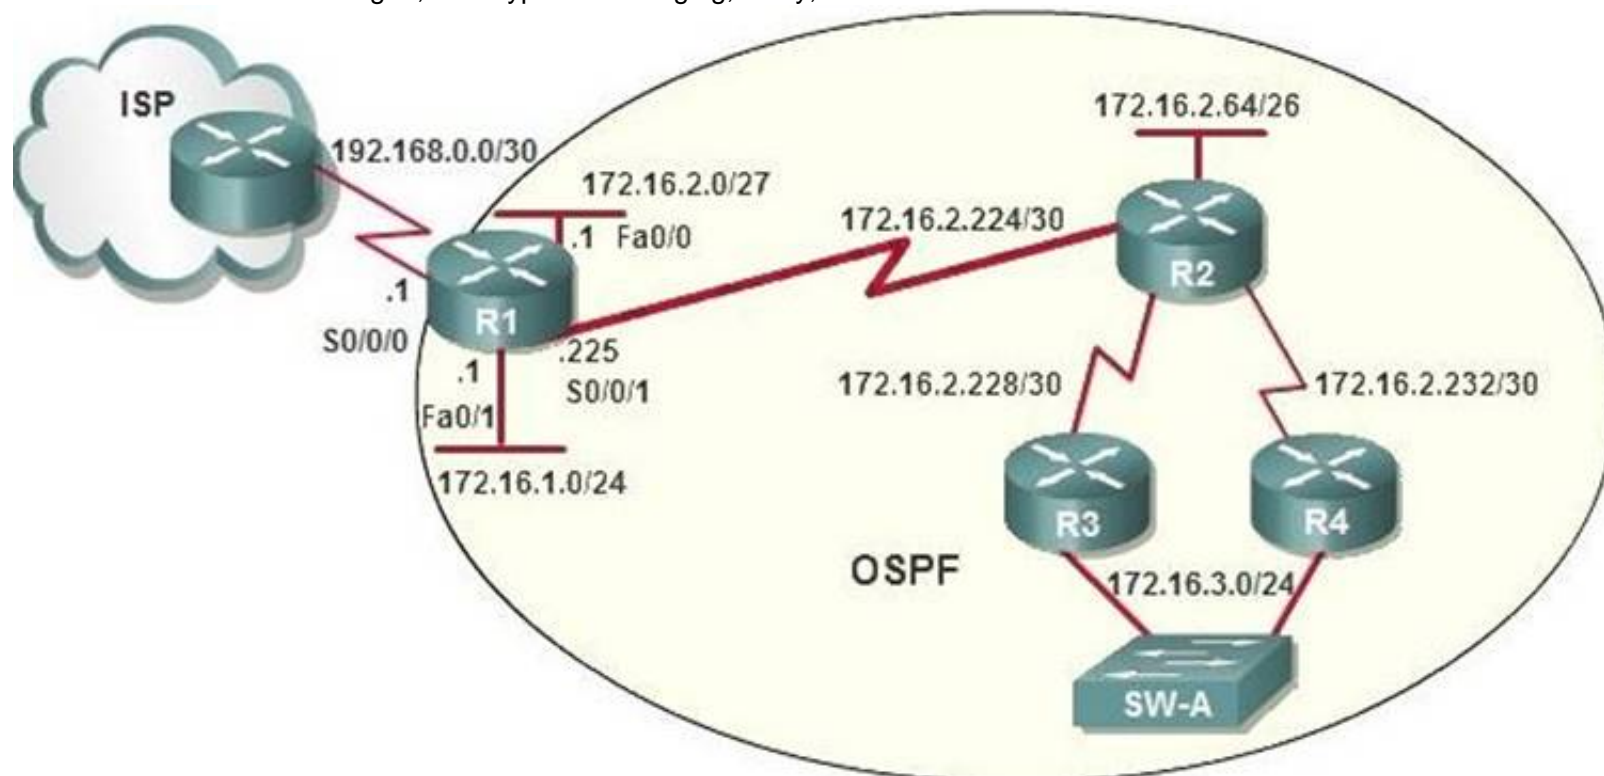 ISP
192.168.0.0/30
172.16.2.0/27
.1 Fa0/0
172.16.2.224/30
172.16.2.64/26
R2
.1
S0/0/0
R1
.225
S0/0/1
.1
Fa0/1
172.16.1.0/24
172.16.2.228/30
172.16.2.232/30
R3
R4
OSPF
172.16.3.0/24
SW-A